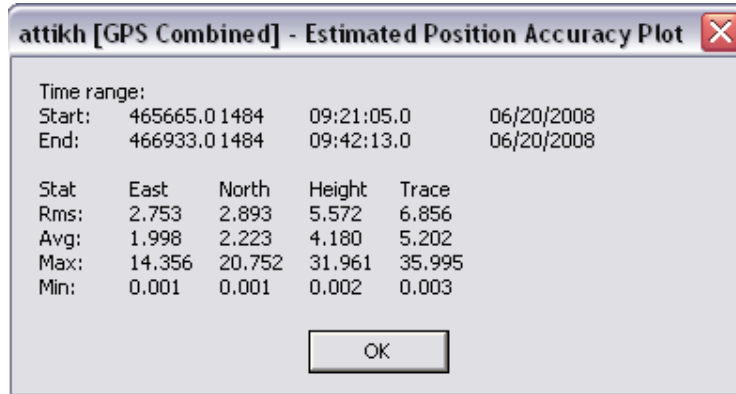 attikh [GPS Combined] - Estimated Position Accuracy Plot
Time range:
Start: 465665.0 1484 09:21:05.0 06/20/2008
End: 466933.0 1484 09:42:13.0 06/20/2008
Stat East North Height Trace
Rms: 2.753 2.893 5.572 6.856
Avg: 1.998 2.223 4.180 5.202
Max: 14.356 20.752 31.961 35.995
Min: 0.001 0.001 0.002 0.003
OK